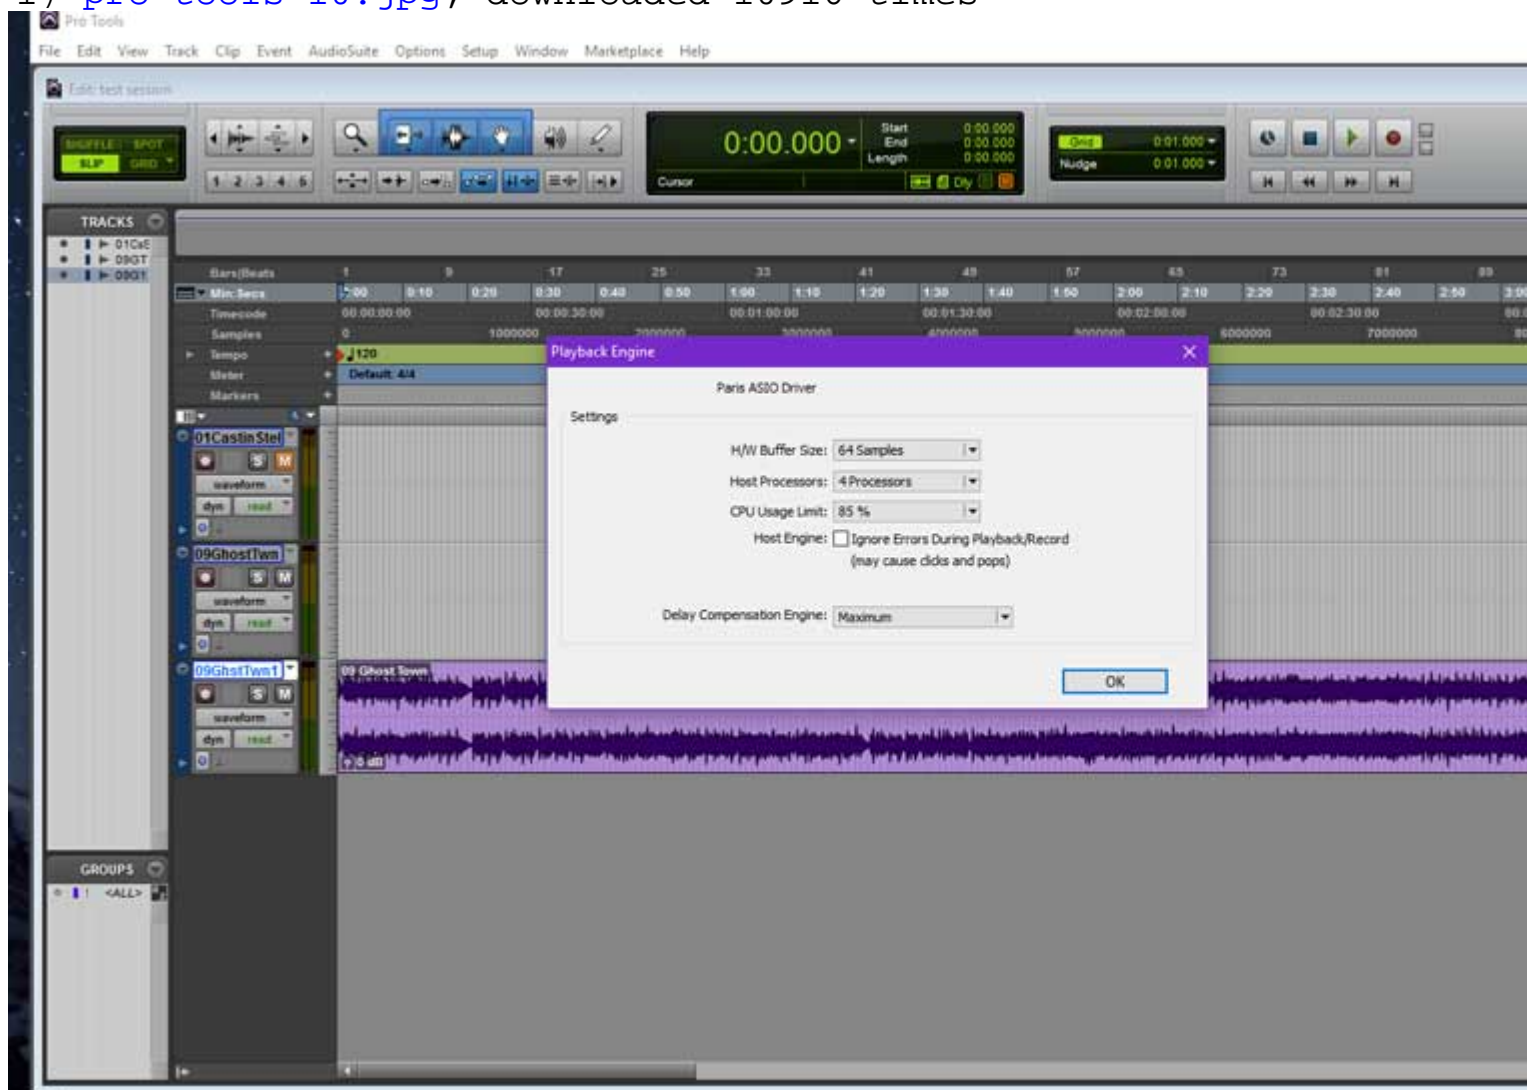 1) pro tools 10.jpg, downloaded 10910 times
Pro Tools
File Edit View Track Clip Event AudioSuite Options Setup Window Marketplace Help
Edit: test session
SHUFFLE SPOT
SLIP GRID
1 2 3 4 5
0:00.000
Start 0:00.000
End 0:00.000
Length 0:00.000
Cursor
Dly
Grid 0:01.000
Nudge 0:01.000
TRACKS
01CsS
09GT
09GT
Bars|Beats 1 9 17 25 33 41 49 57 65 73 81 89
Min:Secs 0:00 0:10 0:20 0:30 0:40 0:50 1:00 1:10 1:20 1:30 1:40 1:50 2:00 2:10 2:20 2:30 2:40 2:50 3:00
Timecode 00:00:00:00 00:00:30:00 00:01:00:00 00:01:30:00 00:02:00:00 00:02:30:00
Samples 0 1000000 2000000 3000000 4000000 5000000 6000000 7000000
Tempo 120
Meter Default: 4/4
Markers
Playback Engine
Paris ASIO Driver
Settings
H/W Buffer Size: 64 Samples
Host Processors: 4 Processors
CPU Usage Limit: 85 %
Host Engine: Ignore Errors During Playback/Record
(may cause clicks and pops)
Delay Compensation Engine: Maximum
OK
01CastinStel
S M
waveform
dyn read
09GhostTwn
S M
waveform
dyn read
09GhstTwn1
S M
waveform
dyn read
09 Ghost Town
0 dB
GROUPS
! <ALL>